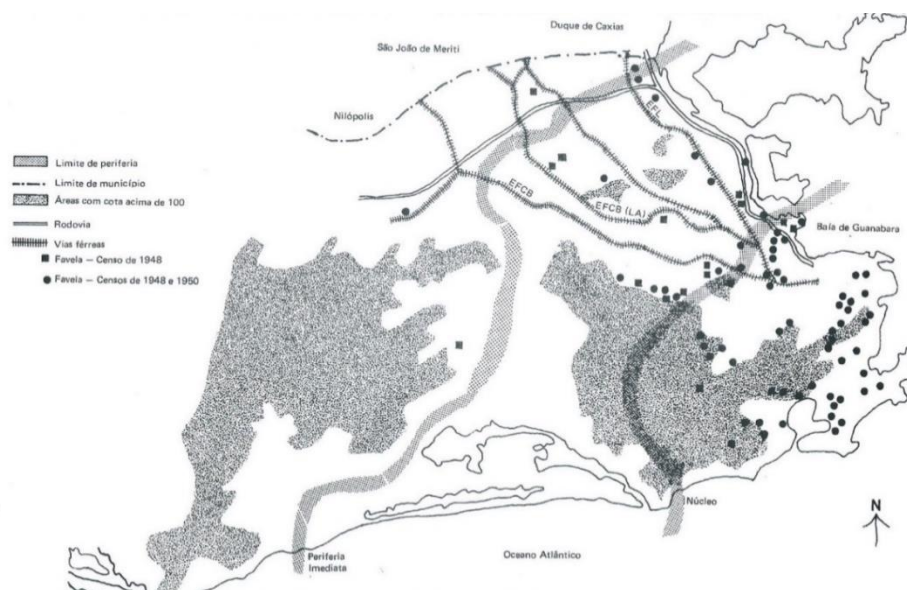 Duque de Caxias
São João de Meriti
Nilópolis
Limite de periferia
Limite de município
Áreas com cota acima de 100
Rodovia
Vias férreas
Favela — Censo de 1948
Favela — Censos de 1948 e 1950
EFL
EFCB
EFCB (LA)
Baía de Guanabara
Núcleo
N
Periferia
Imediata
Oceano Atlântico